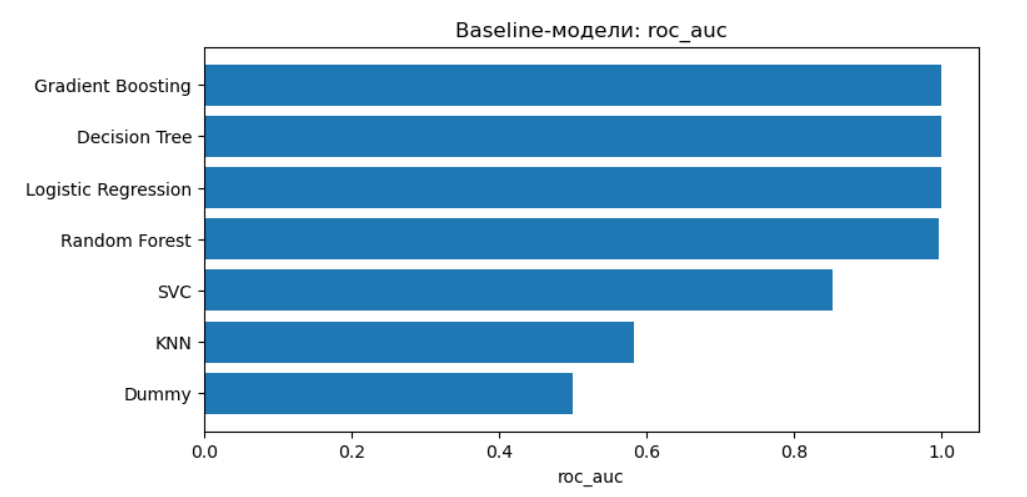 Baseline-модели: roc_auc
Gradient Boosting
Decision Tree
Logistic Regression
Random Forest
SVC
KNN
Dummy
0.0 0.2 0.4 0.6 0.8 1.0
roc_auc